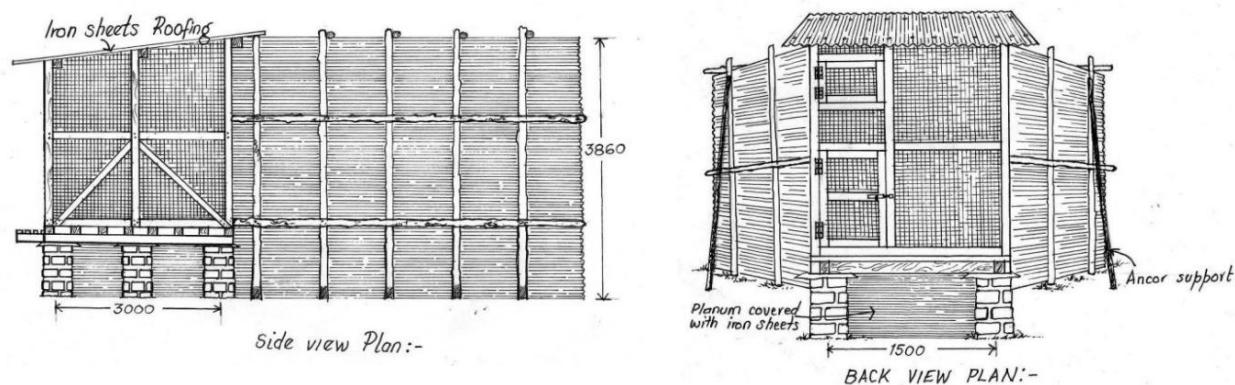 Iron sheets Roofing
3860
3000
Side view Plan:-
Ancor support
Planum covered
with iron sheets
1500
BACK VIEW PLAN:-